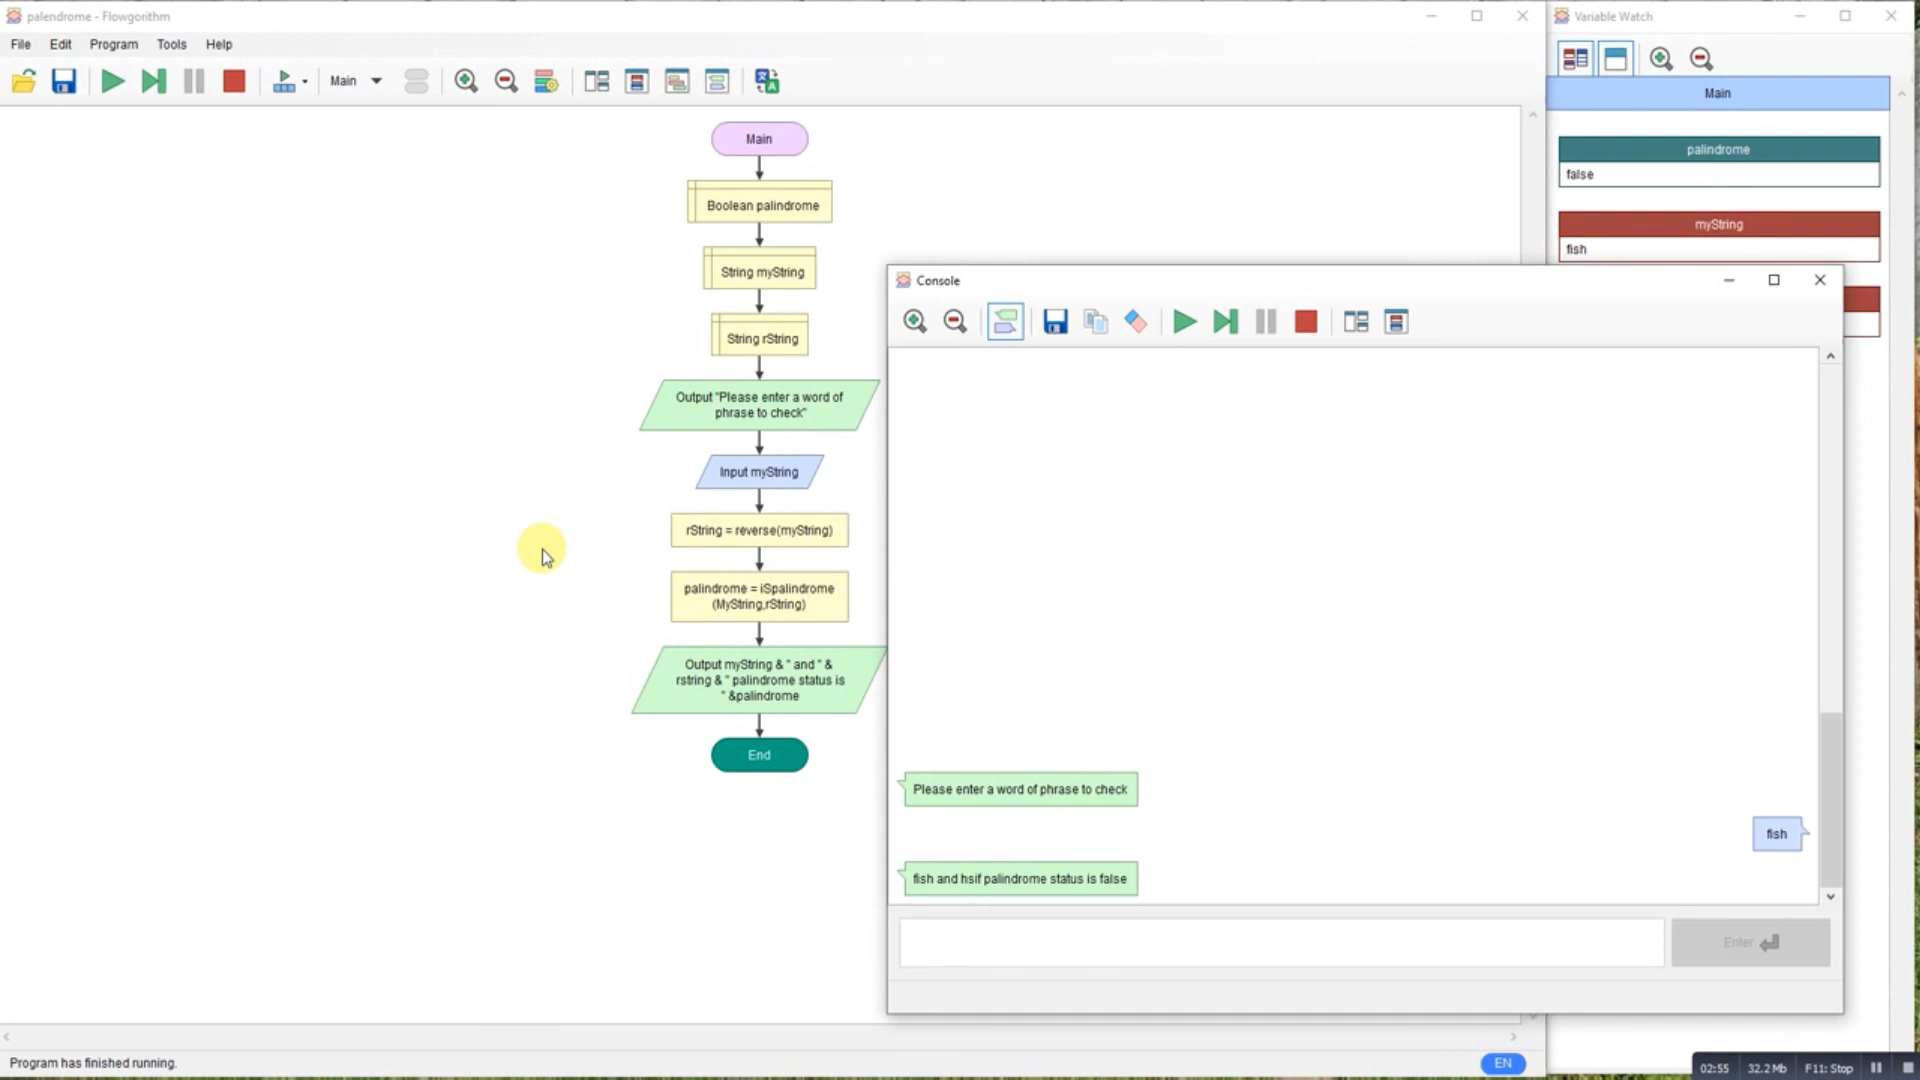 palendrome - Flowgorithm
File Edit Program Tools Help
Main
Main
Boolean palindrome
String myString
String rString
Output "Please enter a word of
phrase to check"
Input myString
rString = reverse(myString)
palindrome = iSpalindrome
(MyString,rString)
Output myString & " and " &
rstring & " palindrome status is
" &palindrome
End
Variable Watch
Main
palindrome
false
myString
fish
Console
Please enter a word of phrase to check
fish
fish and hsif palindrome status is false
Enter
Program has finished running.
EN
02:55 32.2 Mb F11: Stop